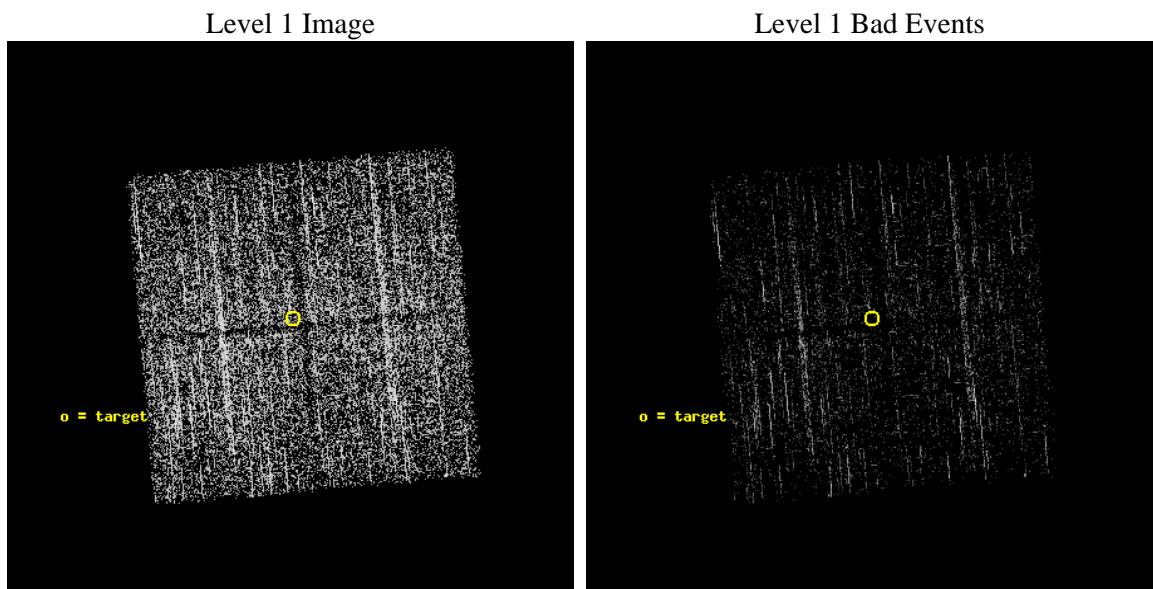 Level 1 Image
Level 1 Bad Events
o = target
o = target